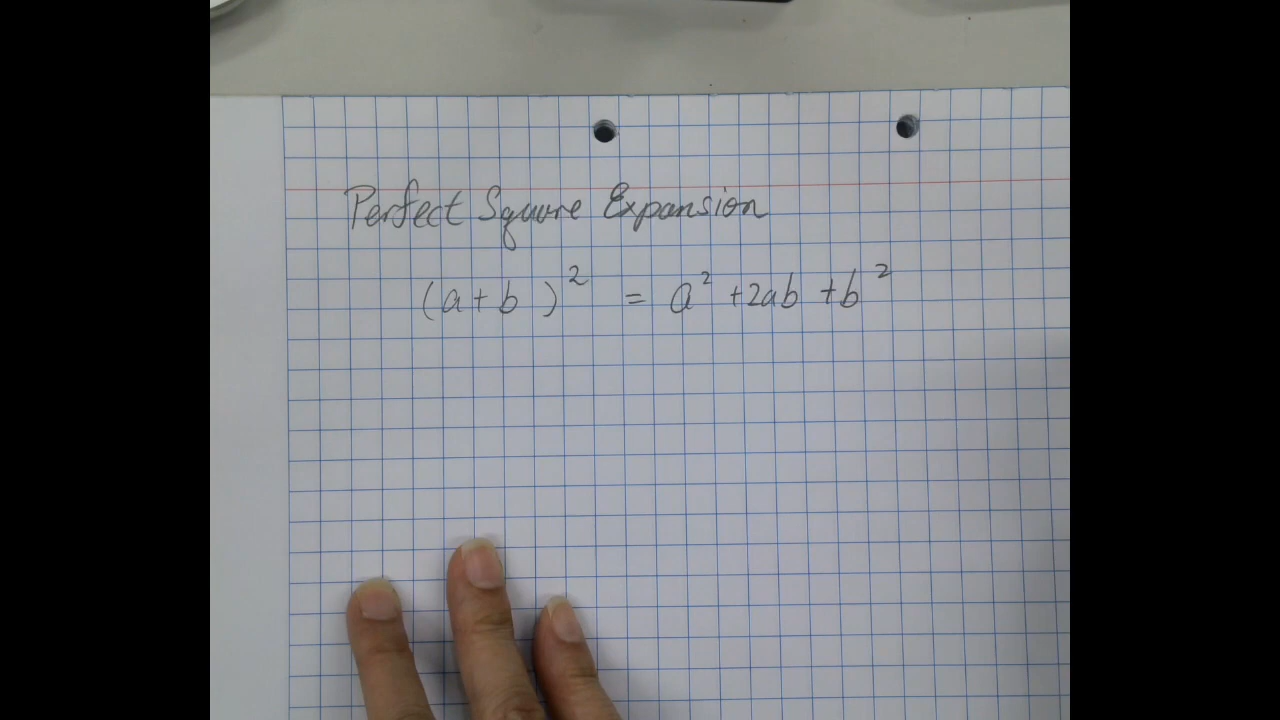 Perfect Square Expansion
(a+b)² = a² +2ab +b²